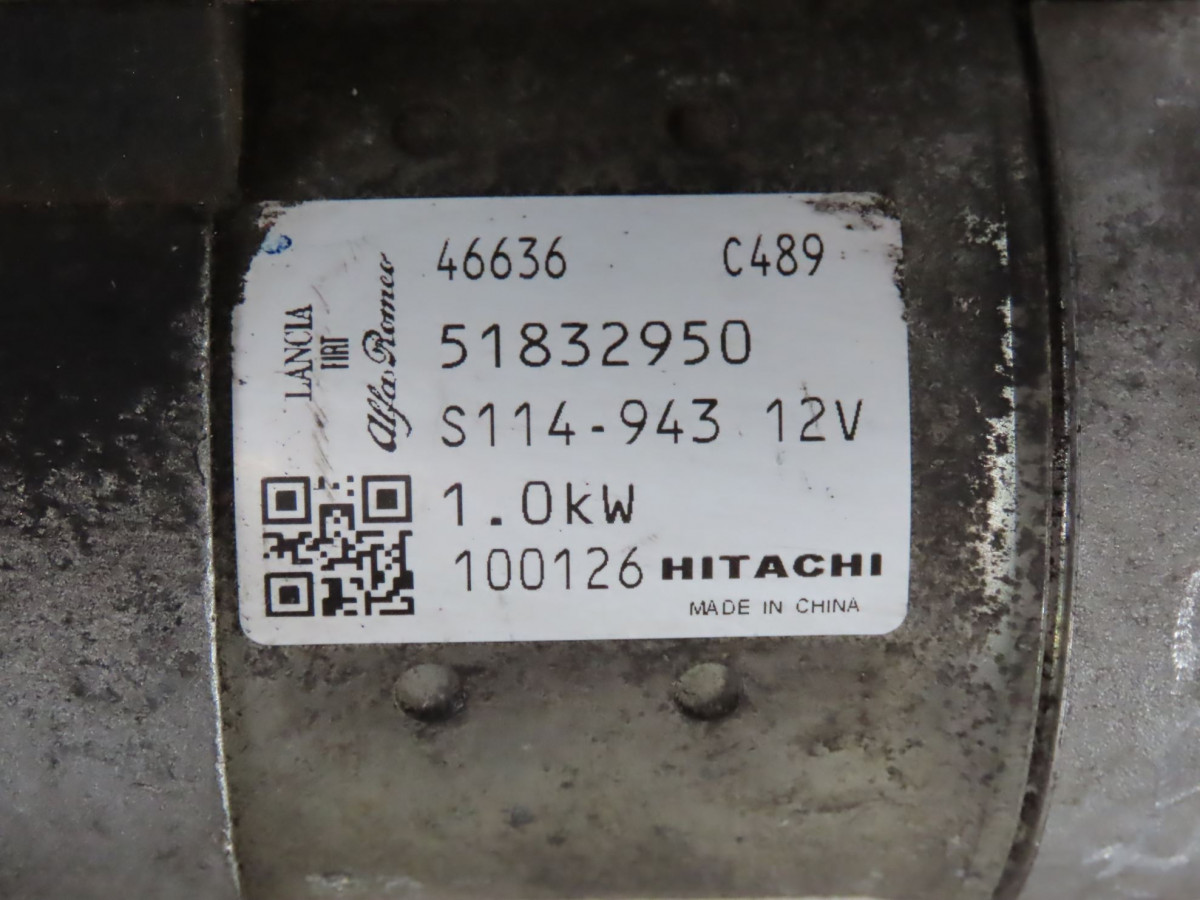 46636 C489
51832950
S114-943 12V
1.0kW
100126 HITACHI
MADE IN CHINA
LANCIA
FIAT
Alfa Romeo